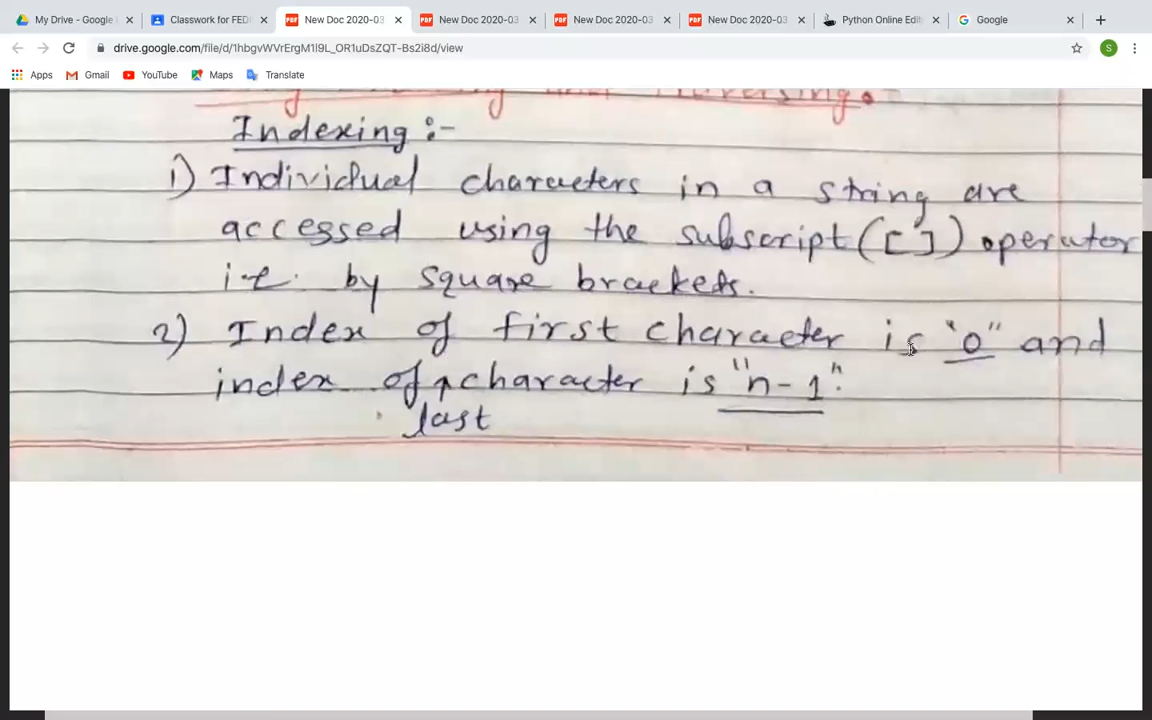 My Drive - Google
Classwork for FED
New Doc 2020-03
New Doc 2020-03
New Doc 2020-03
New Doc 2020-03
Python Online Edit
Google
drive.google.com/file/d/1hbgvWVrErgM1l9L_OR1uDsZQT-Bs2i8d/view
S
Apps Gmail YouTube Maps Translate
Indexing :-
1) Individual characters in a string are
accessed using the subscript ([ ]) operator
i.e. by square brackets.
2) Index of first character is "0" and
index of last character is "n-1".